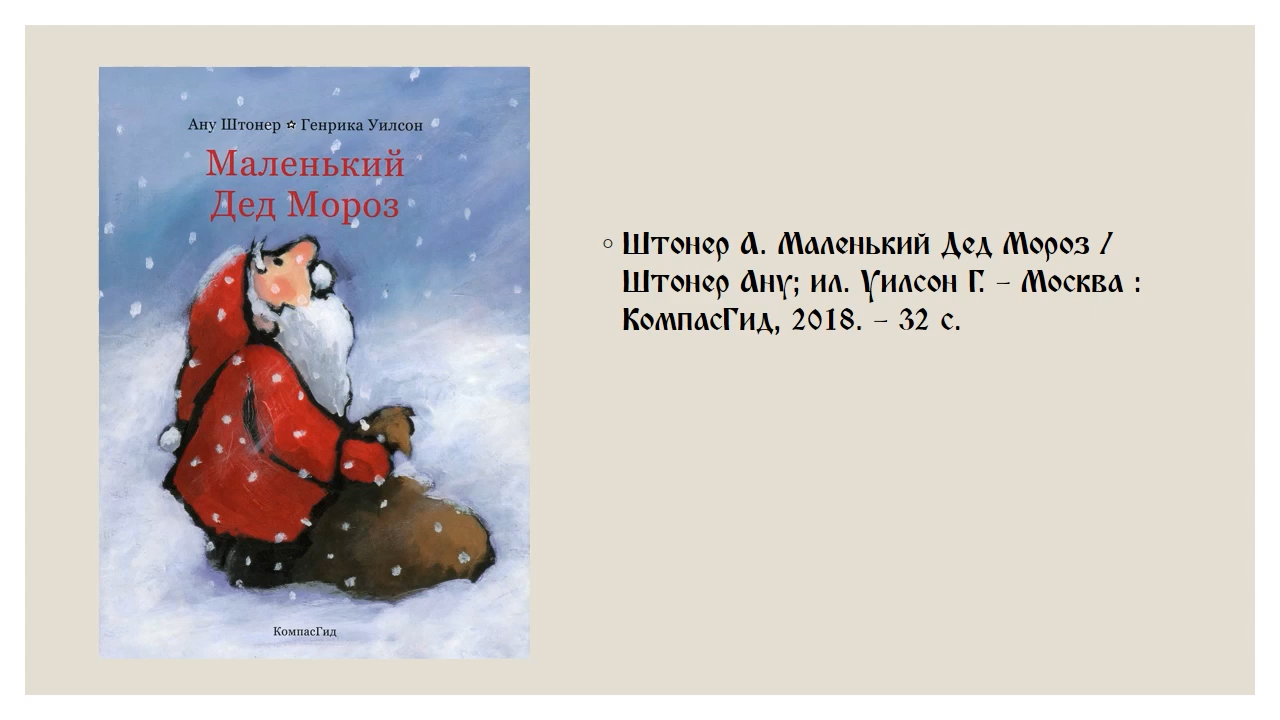 Ану Штонер ☆ Генрика Уилсон
Маленький
Дед Мороз
КомпасГид
◦ Штонер А. Маленький Дед Мороз /
Штонер Ану; ил. Уилсон Г. – Москва :
КомпасГид, 2018. – 32 с.